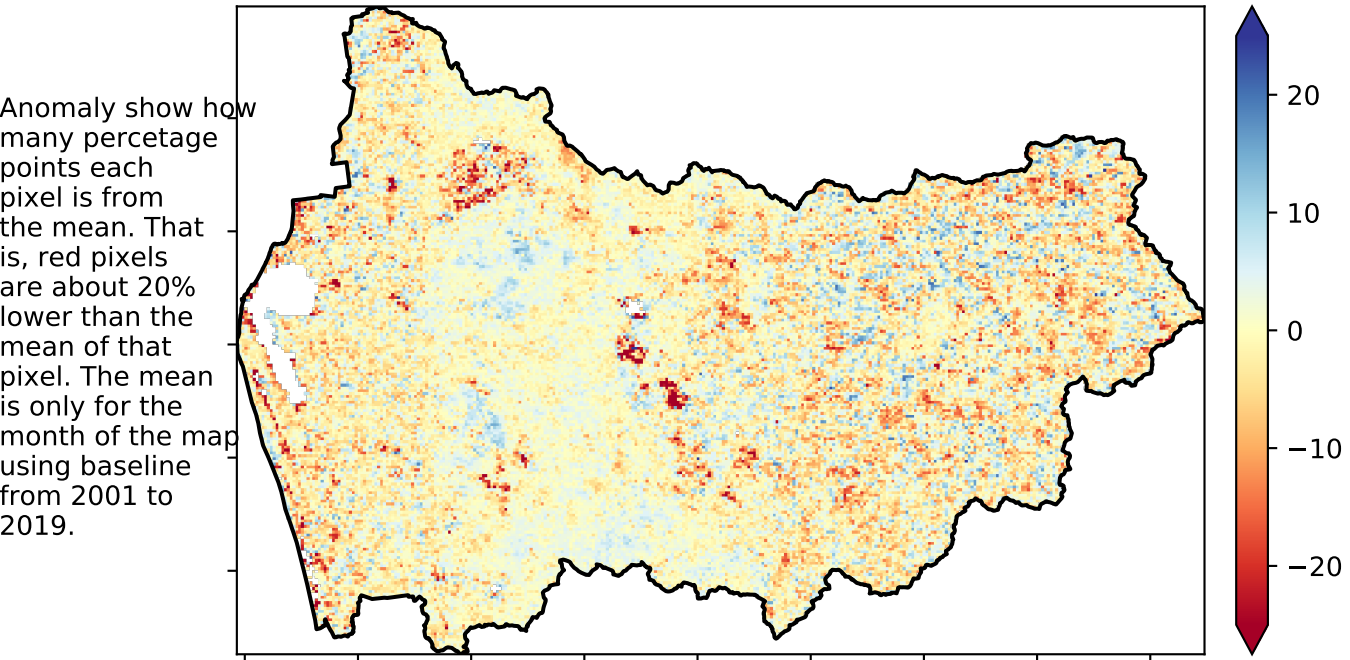 Anomaly show how
many percetage
points each
pixel is from
the mean. That
is, red pixels
are about 20%
lower than the
mean of that
pixel. The mean
is only for the
month of the map
using baseline
from 2001 to
2019.
20
10
0
−10
−20